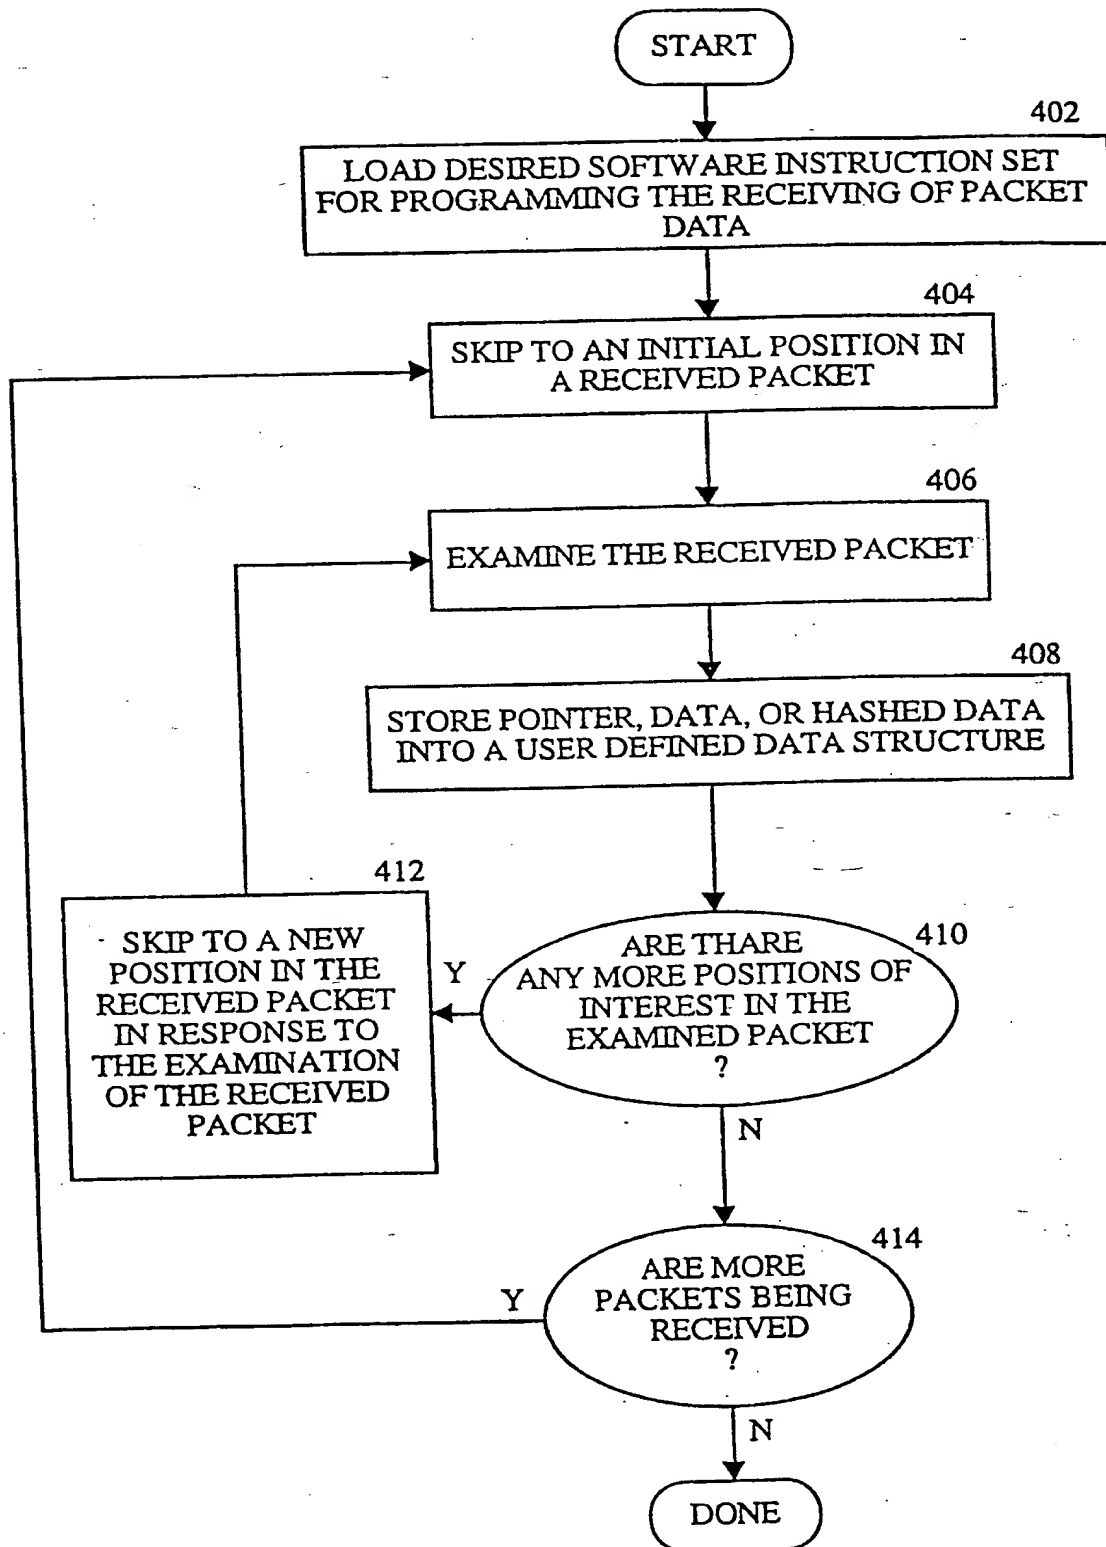 START
402
LOAD DESIRED SOFTWARE INSTRUCTION SET
FOR PROGRAMMING THE RECEIVING OF PACKET
DATA
404
SKIP TO AN INITIAL POSITION IN
A RECEIVED PACKET
406
EXAMINE THE RECEIVED PACKET
408
STORE POINTER, DATA, OR HASHED DATA
INTO A USER DEFINED DATA STRUCTURE
412
SKIP TO A NEW
POSITION IN THE
RECEIVED PACKET
IN RESPONSE TO
THE EXAMINATION
OF THE RECEIVED
PACKET
Y
410
ARE THARE
ANY MORE POSITIONS OF
INTEREST IN THE
EXAMINED PACKET
?
N
414
Y
ARE MORE
PACKETS BEING
RECEIVED
?
N
DONE